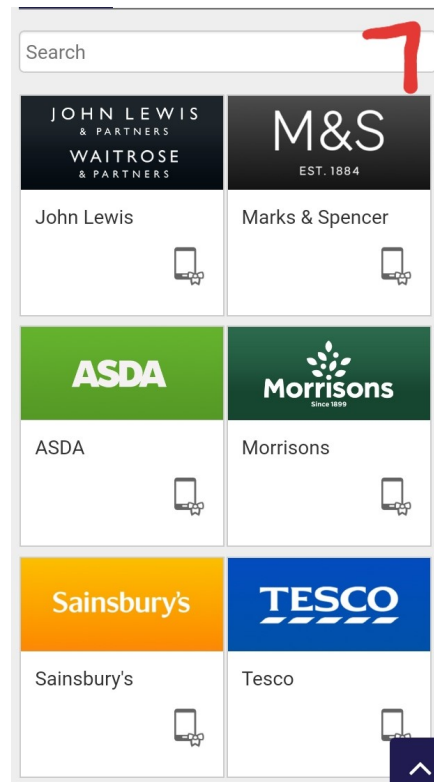 Search
JOHN LEWIS
& PARTNERS
WAITROSE
& PARTNERS
John Lewis
M&S
EST. 1884
Marks & Spencer
ASDA
ASDA
Morrisons
Since 1899
Morrisons
Sainsbury's
Sainsbury's
TESCO
Tesco